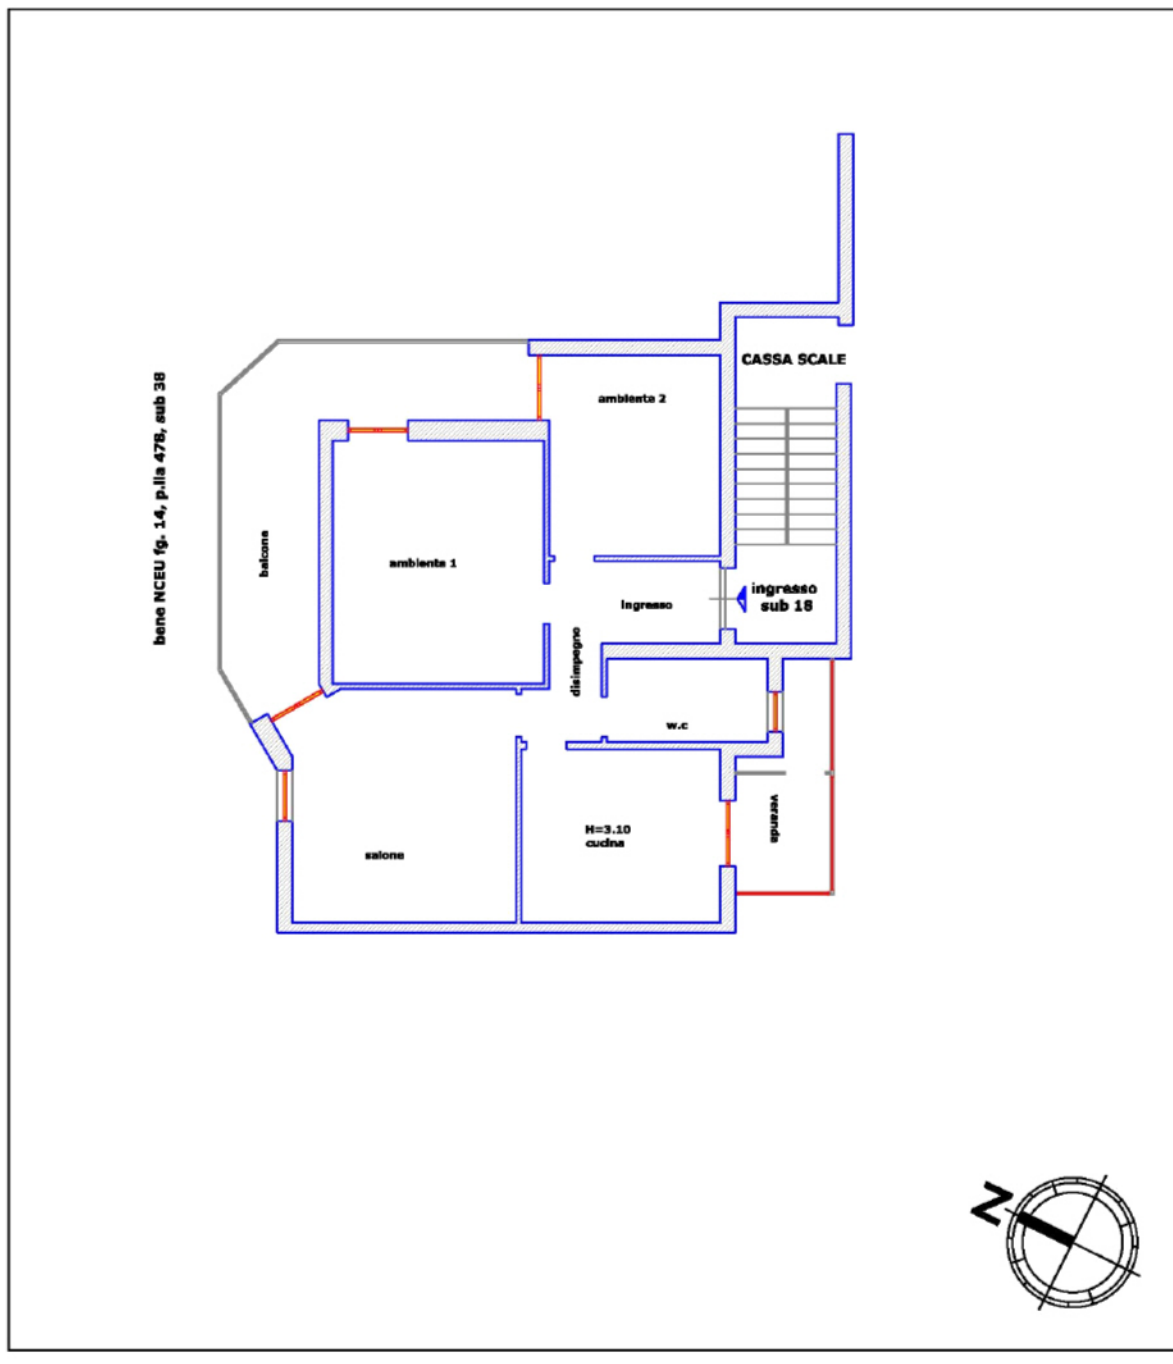 CASSA SCALE
bene NCEU fg. 14, p.lla 478, sub 38
ambiente 2
balcone
ambiente 1
ingresso
ingresso
sub 18
disimpegno
w.c
veranda
H=3.10
cucina
salone
N